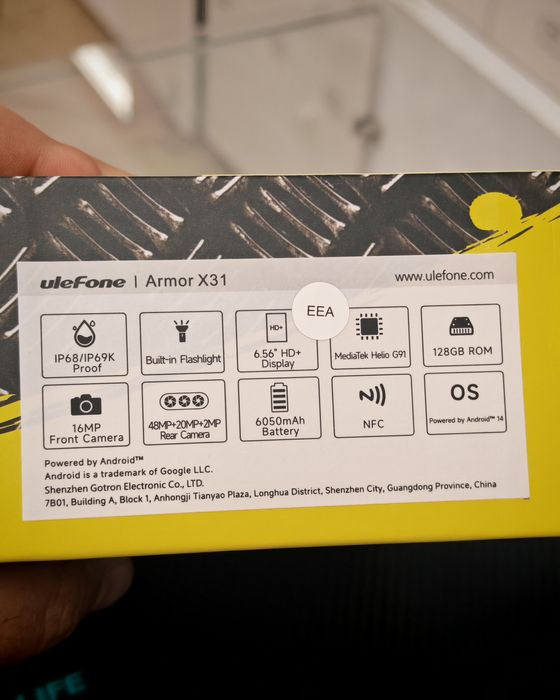 uleFone | Armor X31
www.ulefone.com
EEA
IP68/IP69K
Proof
Built-in Flashlight
HD+
6.56" HD+
Display
MediaTek Helio G91
128GB ROM
16MP
Front Camera
48MP+20MP+2MP
Rear Camera
6050mAh
Battery
NFC
OS
Powered by Android™ 14
Powered by Android™
Android is a trademark of Google LLC.
Shenzhen Gotron Electronic Co., LTD.
7B01, Building A, Block 1, Anhongji Tianyao Plaza, Longhua District, Shenzhen City, Guangdong Province, China
LIFE